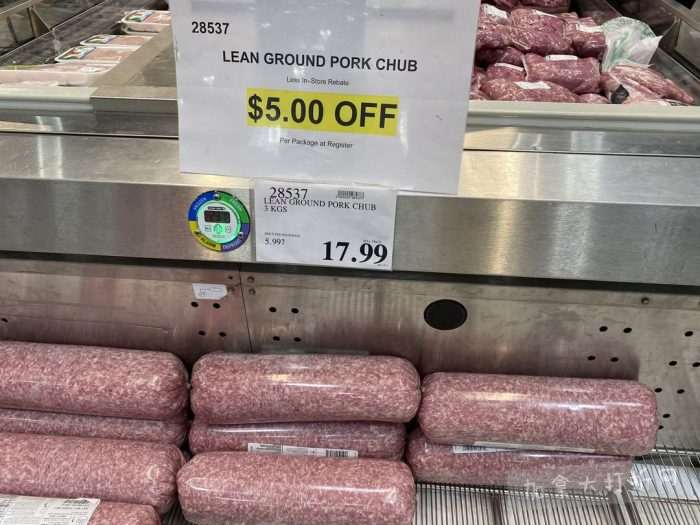 28537
LEAN GROUND PORK CHUB
Less In-Store Rebate
$5.00 OFF
Per Package at Register
28537
LEAN GROUND PORK CHUB
3 KGS
5.997
17.99